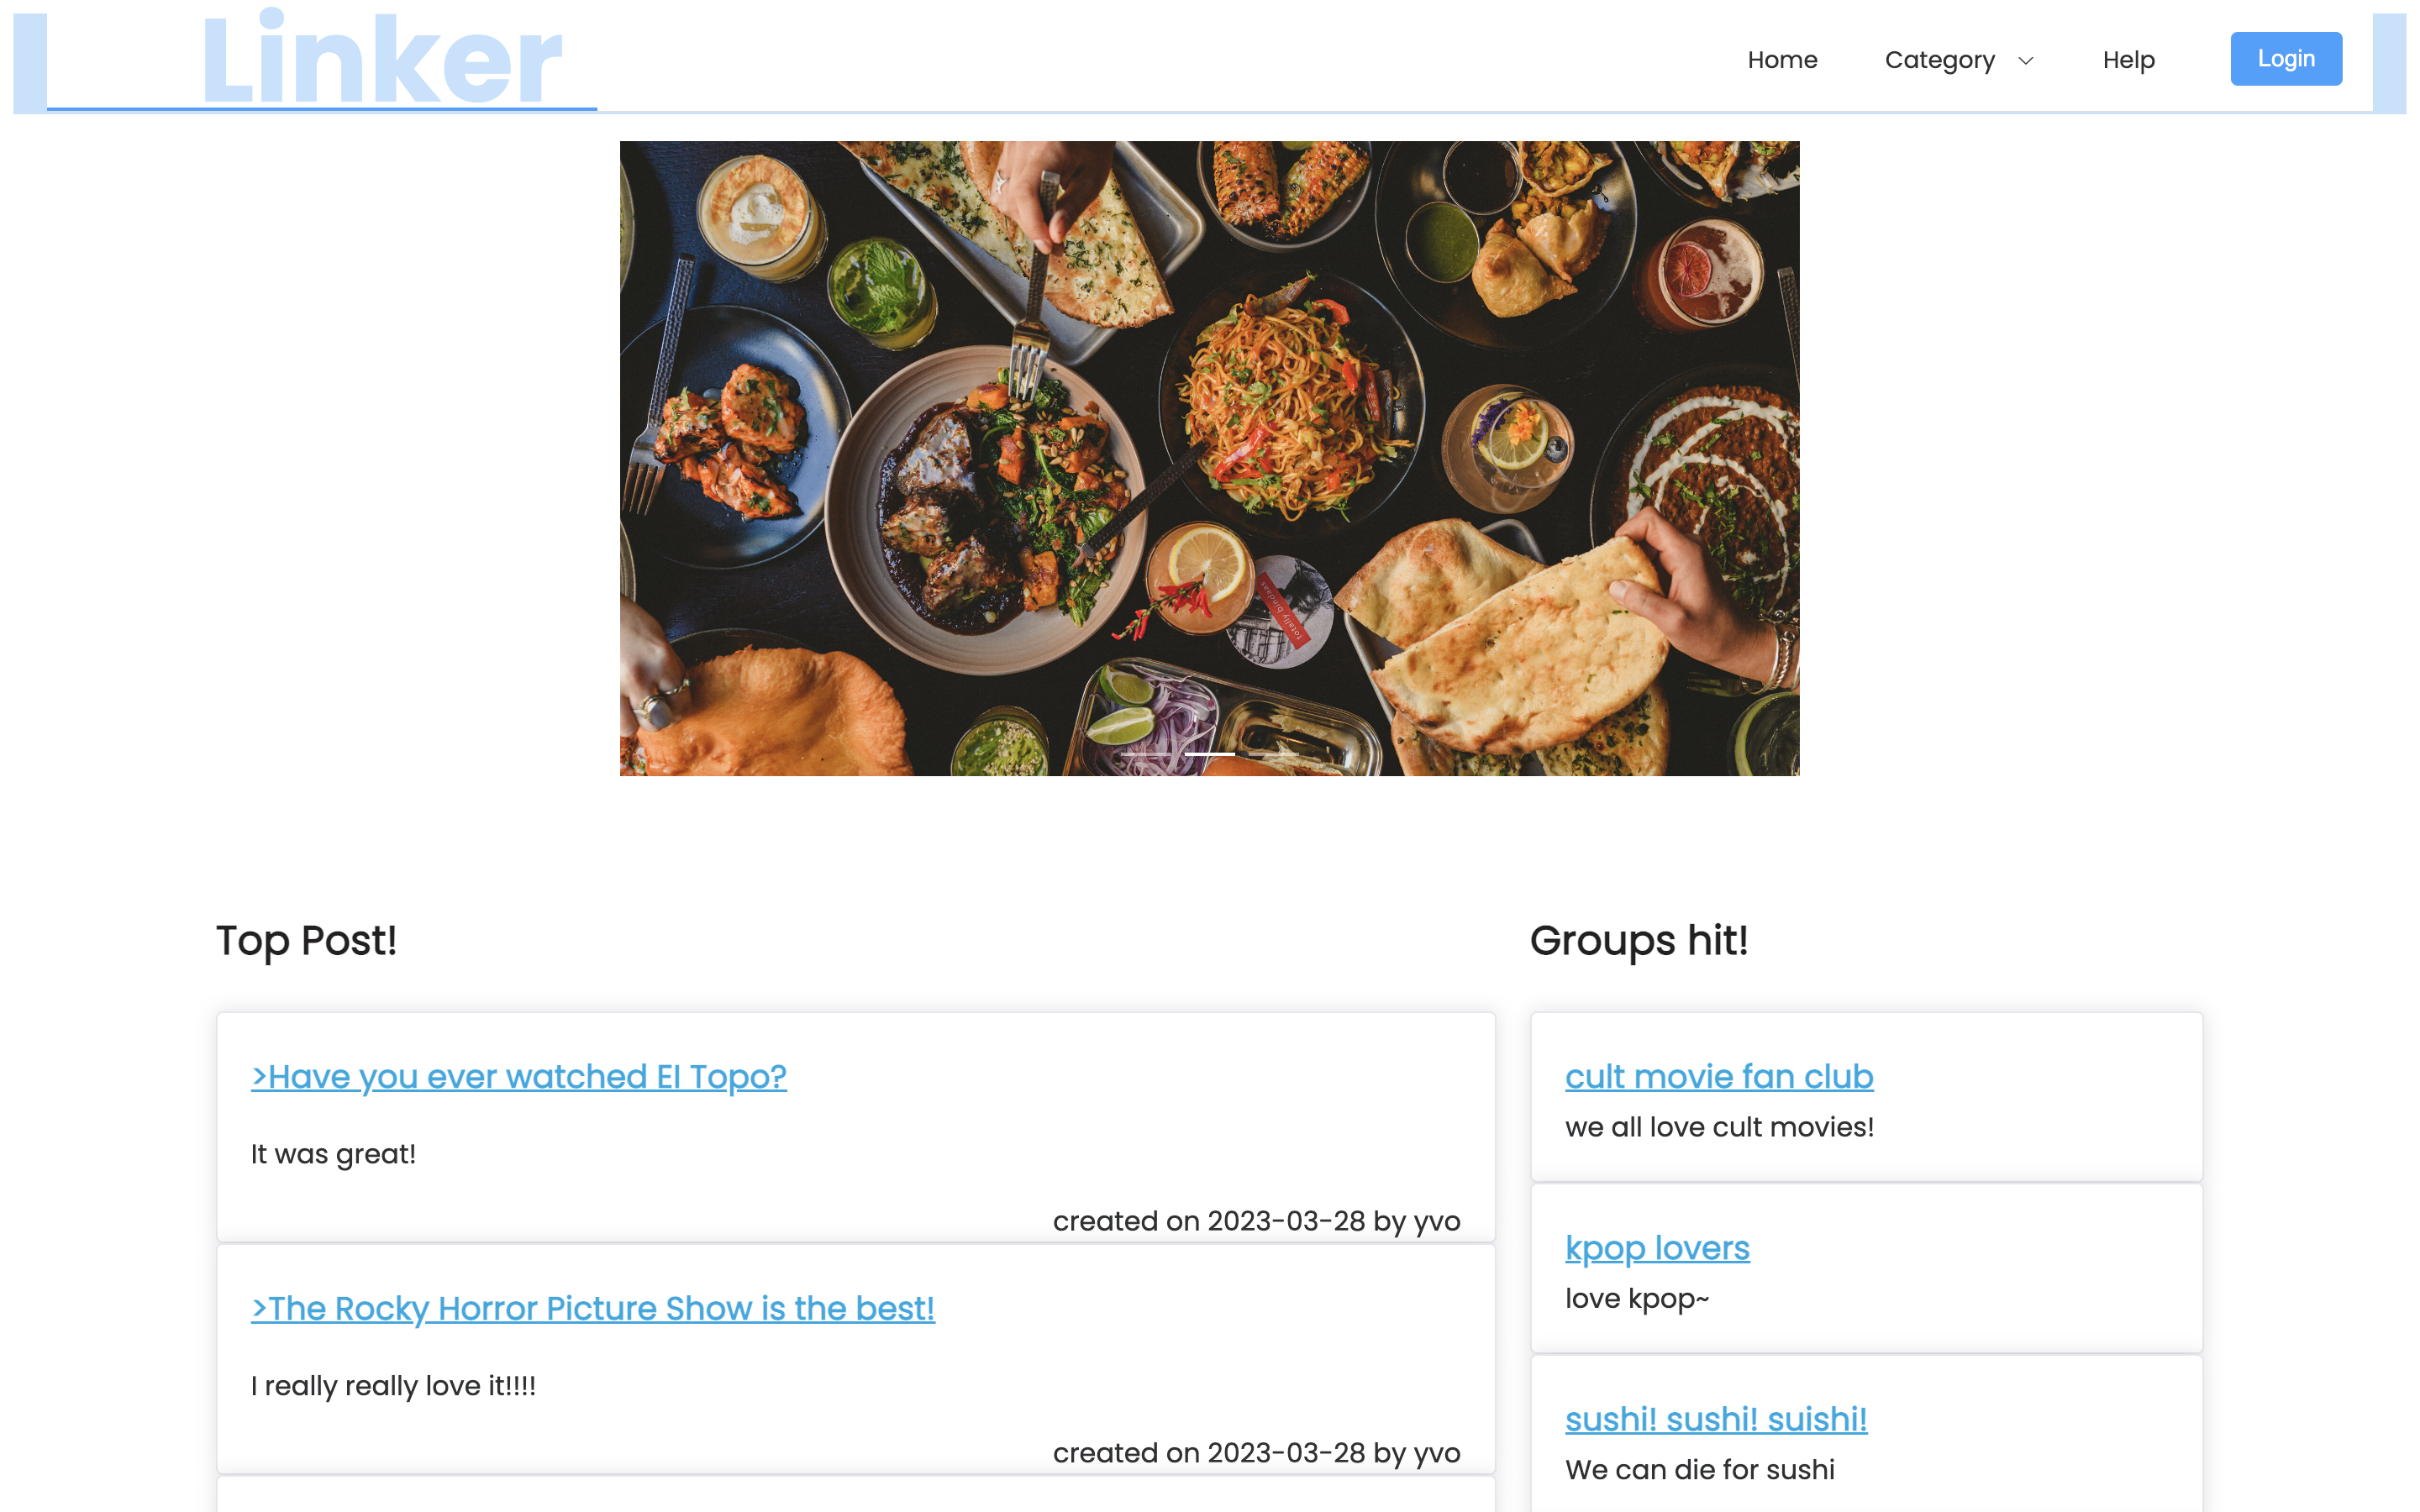 Linker
Home
Category
Help
Login
totally bindaas
Top Post!
Groups hit!
>Have you ever watched EI Topo?
It was great!
created on 2023-03-28 by yvo
>The Rocky Horror Picture Show is the best!
I really really love it!!!!
created on 2023-03-28 by yvo
cult movie fan club
we all love cult movies!
kpop lovers
love kpop~
sushi! sushi! suishi!
We can die for sushi